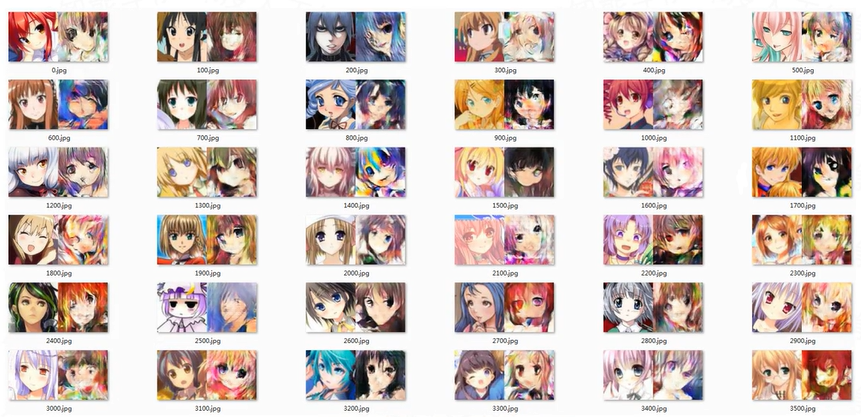 0.jpg 100.jpg 200.jpg 300.jpg 400.jpg 500.jpg
600.jpg 700.jpg 800.jpg 900.jpg 1000.jpg 1100.jpg
1200.jpg 1300.jpg 1400.jpg 1500.jpg 1600.jpg 1700.jpg
1800.jpg 1900.jpg 2000.jpg 2100.jpg 2200.jpg 2300.jpg
2400.jpg 2500.jpg 2600.jpg 2700.jpg 2800.jpg 2900.jpg
3000.jpg 3100.jpg 3200.jpg 3300.jpg 3400.jpg 3500.jpg